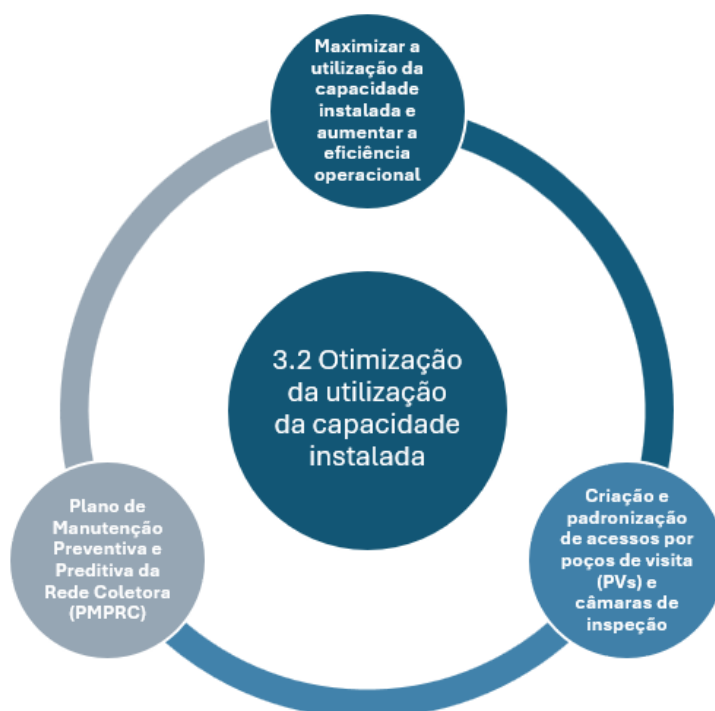 Maximizar a
utilização da
capacidade
instalada e
aumentar a
eficiência
operacional
3.2 Otimização
da utilização
da capacidade
instalada
Plano de
Manutenção
Preventiva e
Preditiva da
Rede Coletora
(PMPRC)
Criação e
padronização
de acessos por
poços de visita
(PVs) e
câmaras de
inspeção